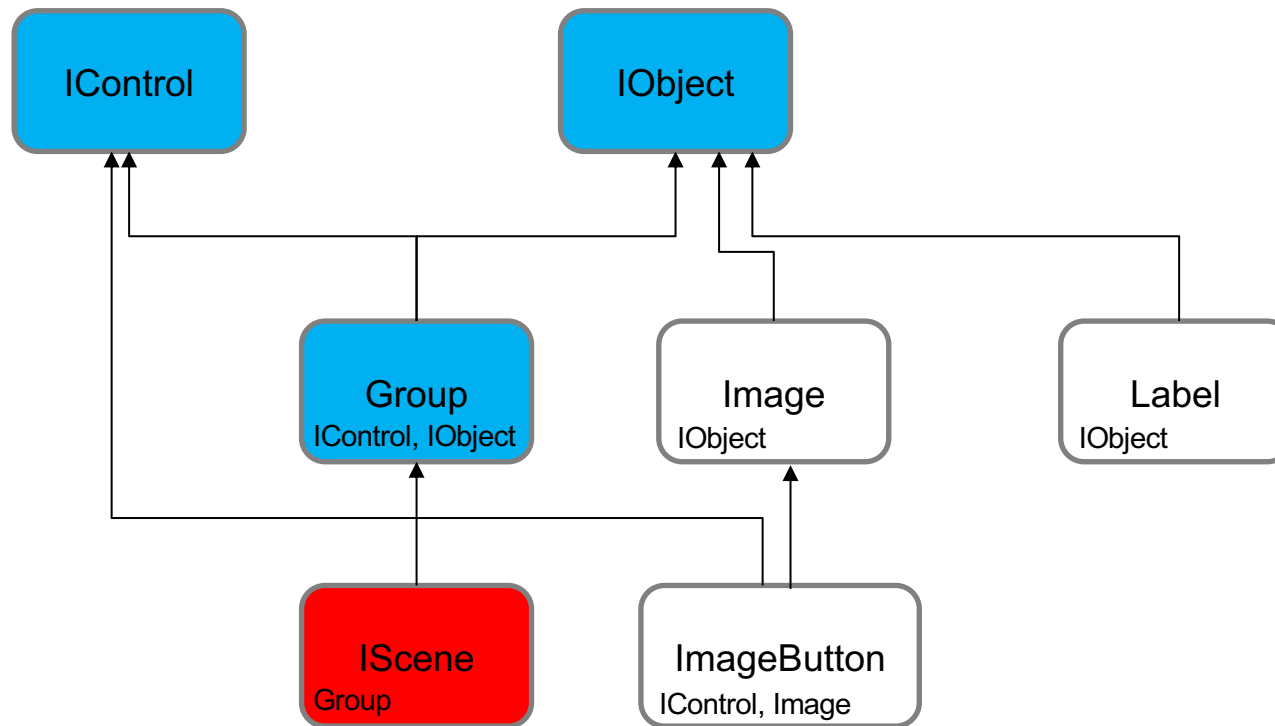 IControl
IObject
Group
IControl, IObject
Image
IObject
Label
IObject
IScene
Group
ImageButton
IControl, Image